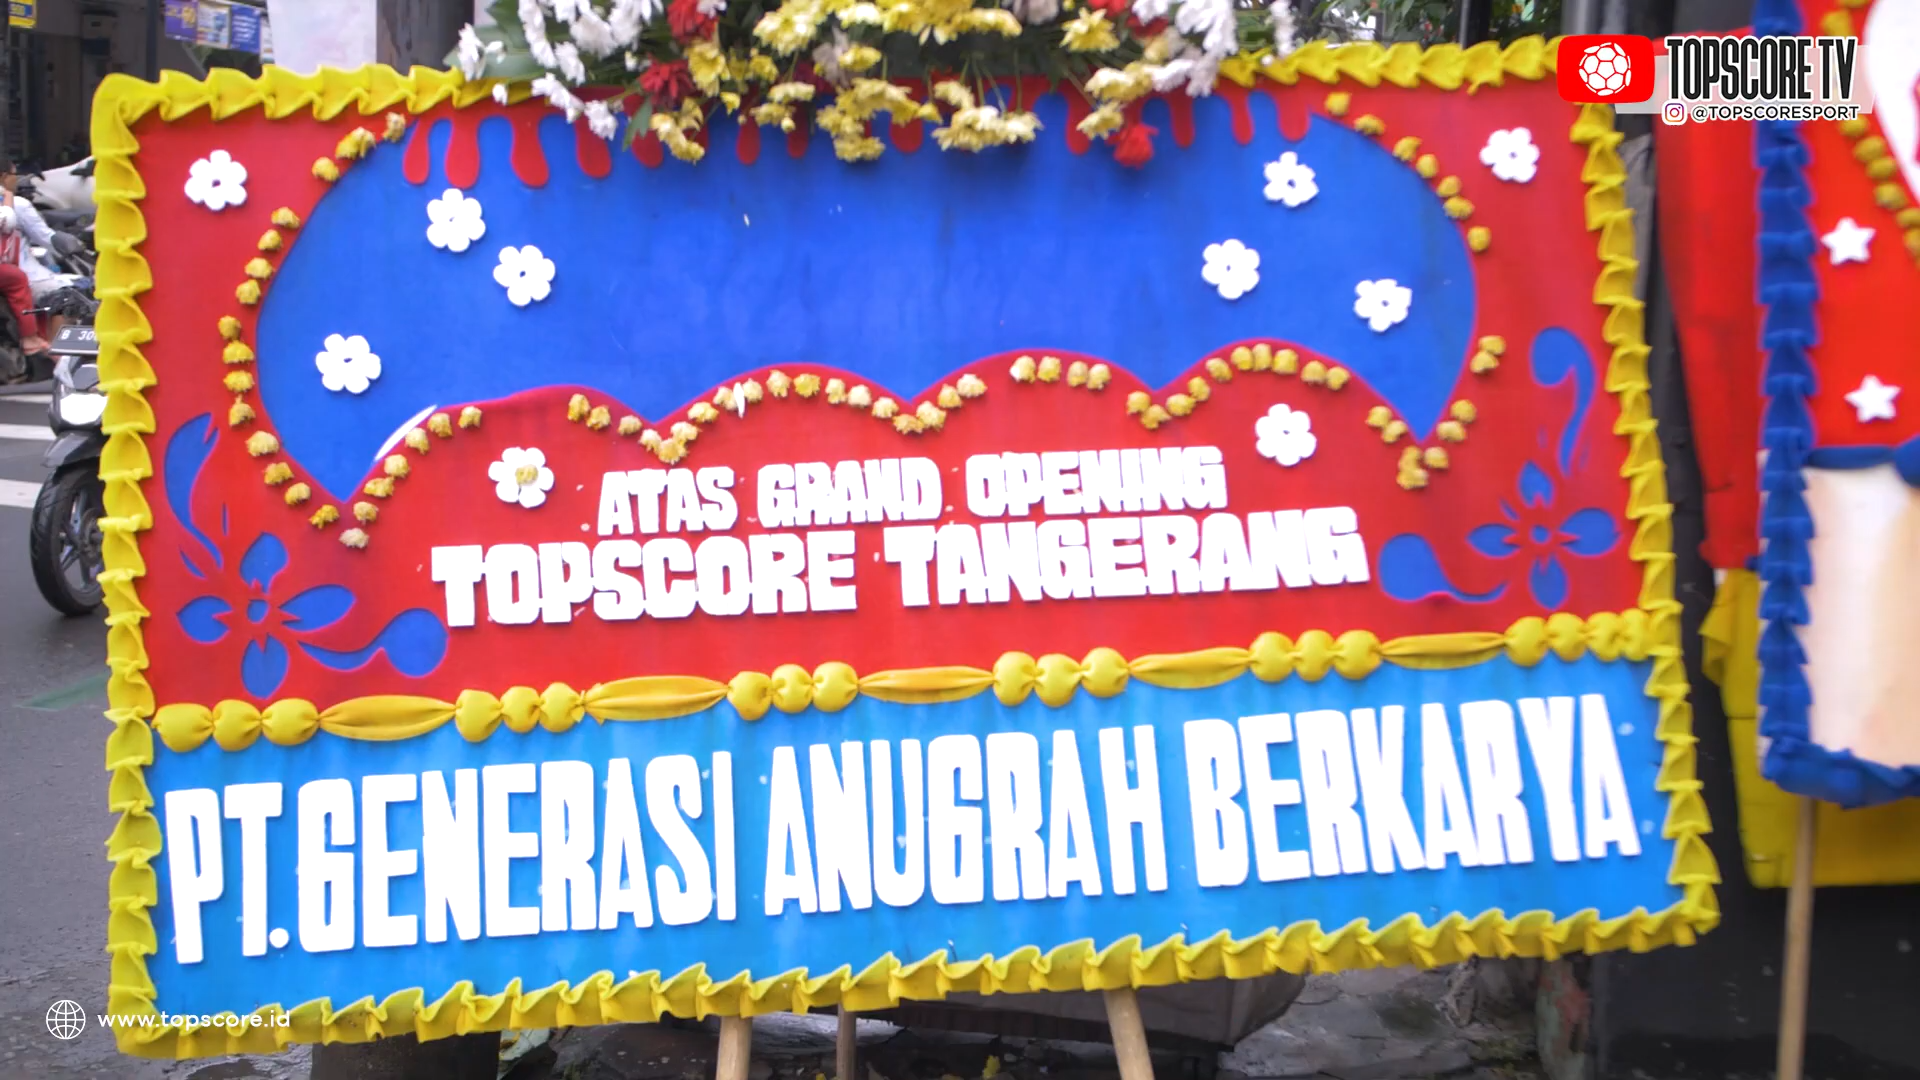 TOPSCORE TV
@TOPSCORESPORT
ATAS GRAND OPENING
TOPSCORE TANGERANG
PT.GENERASI ANUGRAH BERKARYA
www.topscore.id